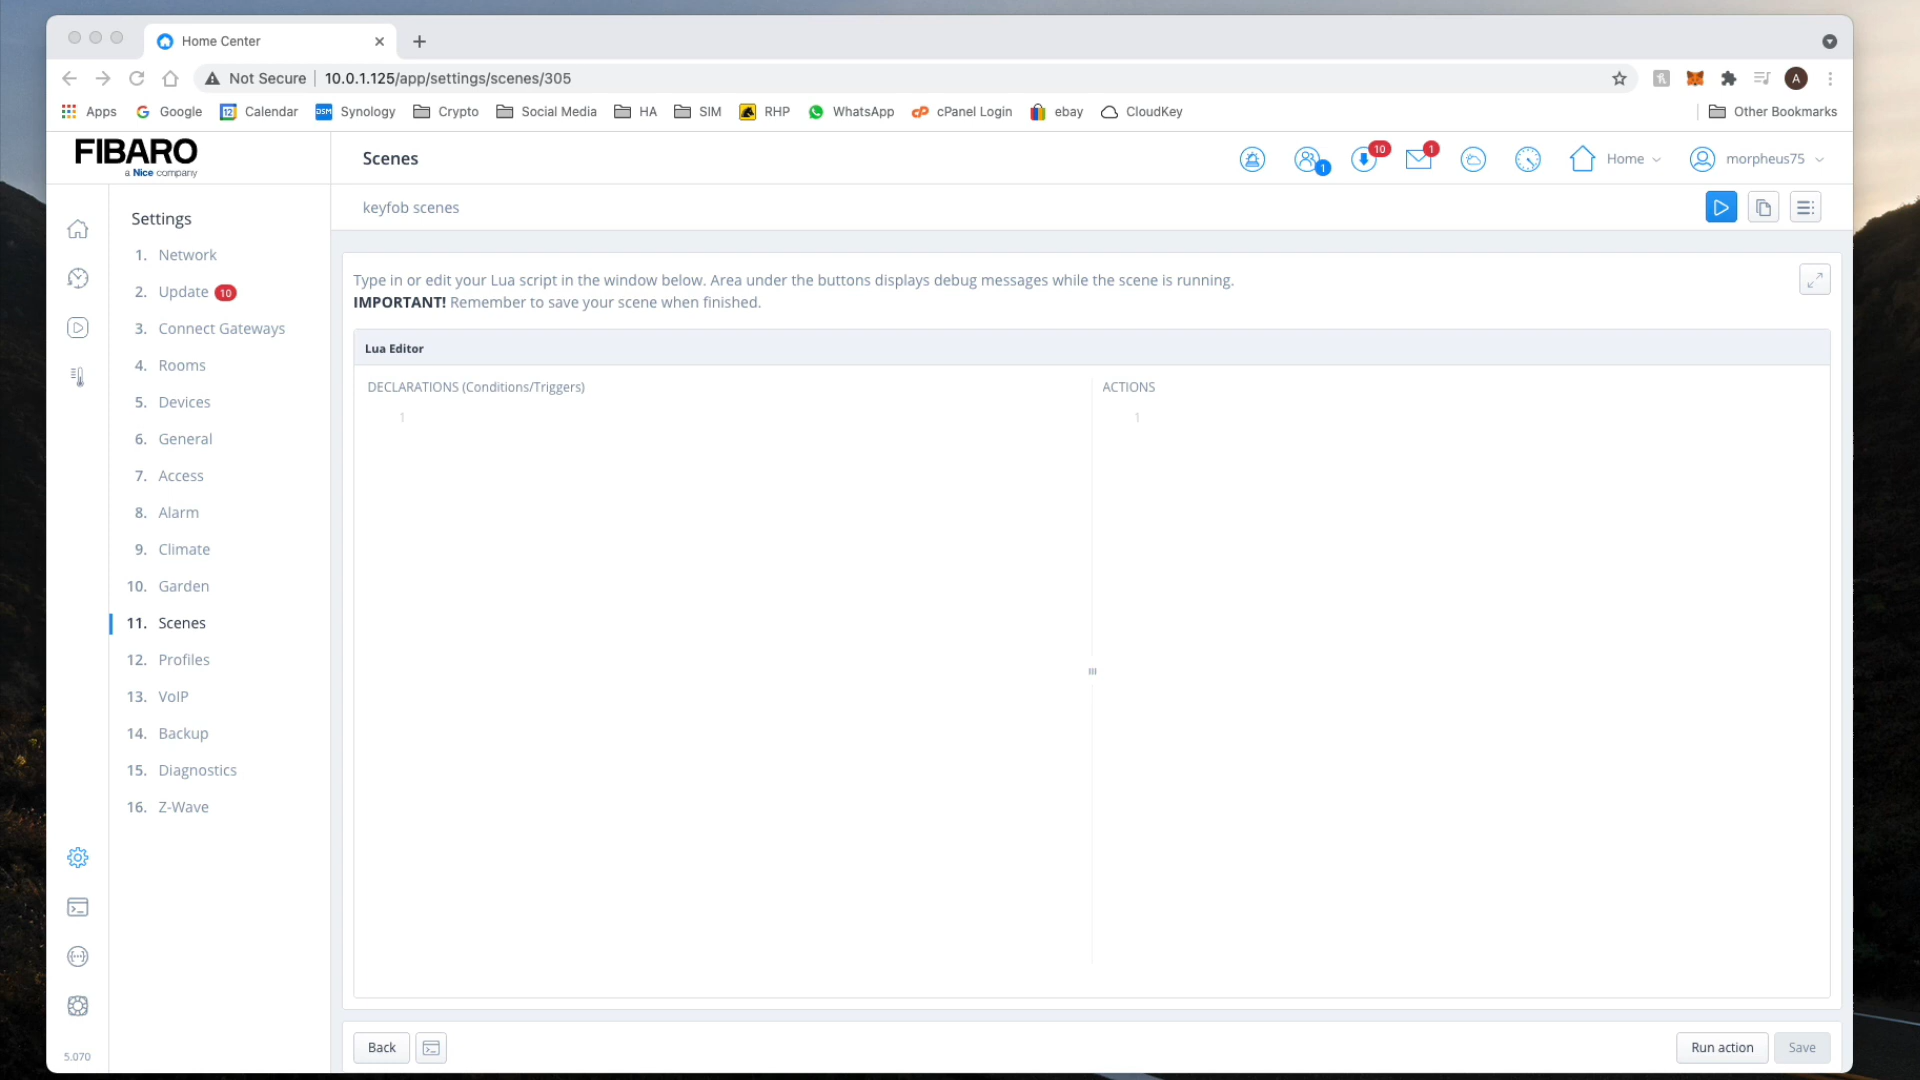 Home Center
Not Secure 10.0.1.125/app/settings/scenes/305
A
Apps Google Calendar Synology Crypto Social Media HA SIM RHP WhatsApp cPanel Login ebay CloudKey Other Bookmarks
FIBARO
a Nice company
Scenes
1
10
1
Home
morpheus75
Settings
keyfob scenes
1. Network
2. Update 10
3. Connect Gateways
4. Rooms
5. Devices
6. General
7. Access
8. Alarm
9. Climate
10. Garden
11. Scenes
12. Profiles
13. VoIP
14. Backup
15. Diagnostics
16. Z-Wave
5.070
Type in or edit your Lua script in the window below. Area under the buttons displays debug messages while the scene is running.
IMPORTANT! Remember to save your scene when finished.
Lua Editor
DECLARATIONS (Conditions/Triggers)
1
ACTIONS
1
Back
Run action
Save